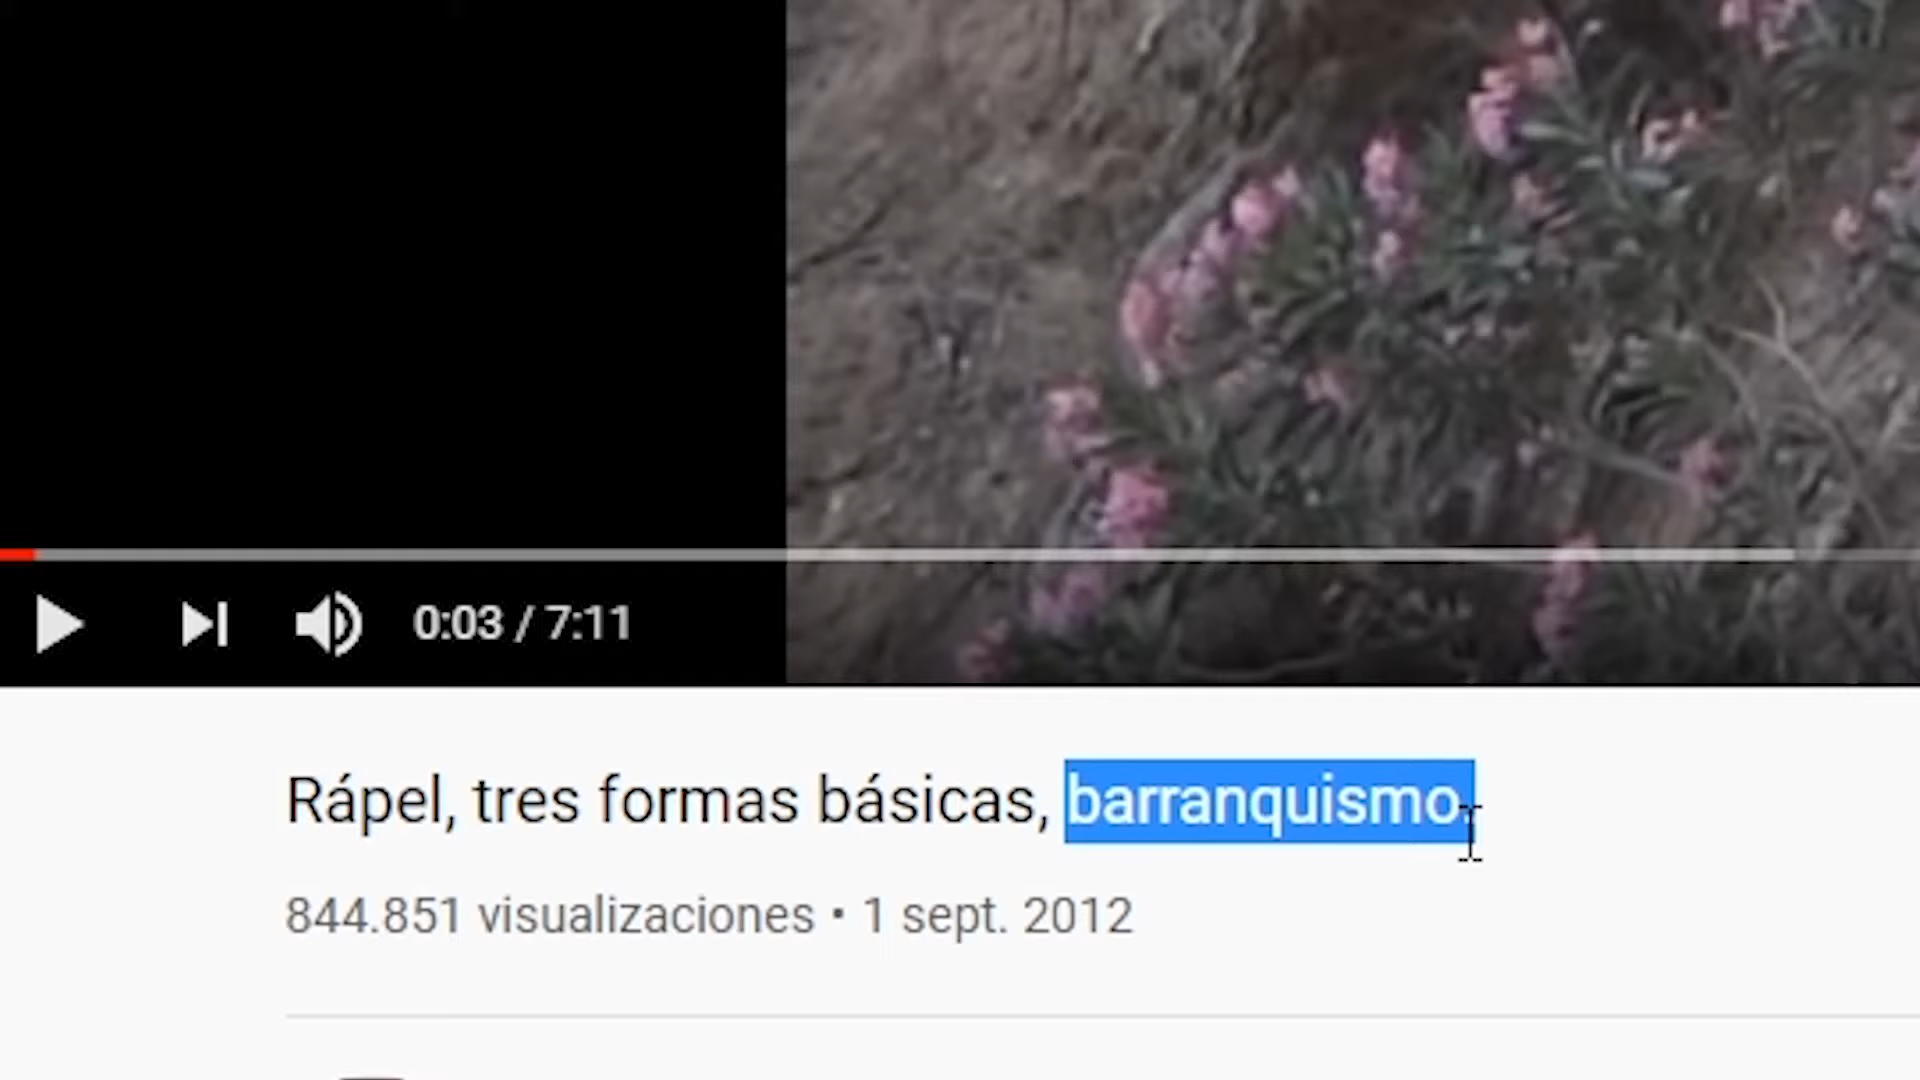 0:03 / 7:11
Rápel, tres formas básicas, barranquismo.
844.851 visualizaciones • 1 sept. 2012